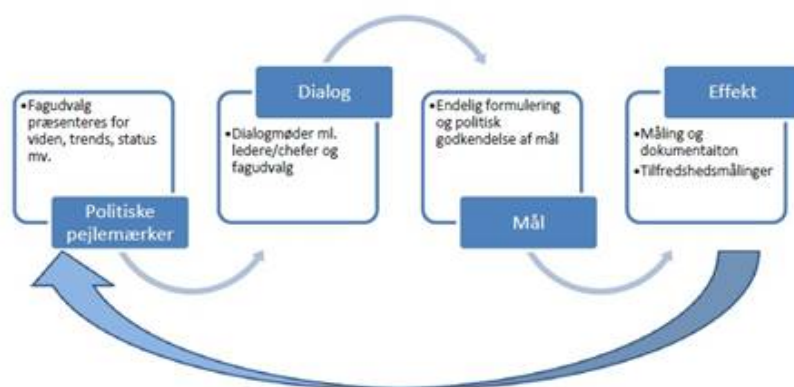 •Fagudvalg
præsenteres for
viden, trends, status
mv.
Politiske
pejlemærker
Dialog
•Dialogmøder ml.
ledere/chefer og
fagudvalg
•Endelig formulering
og politisk
godkendelse af mål
Mål
Effekt
•Måling og
dokumentaiton
•Tilfredshedsmålinger